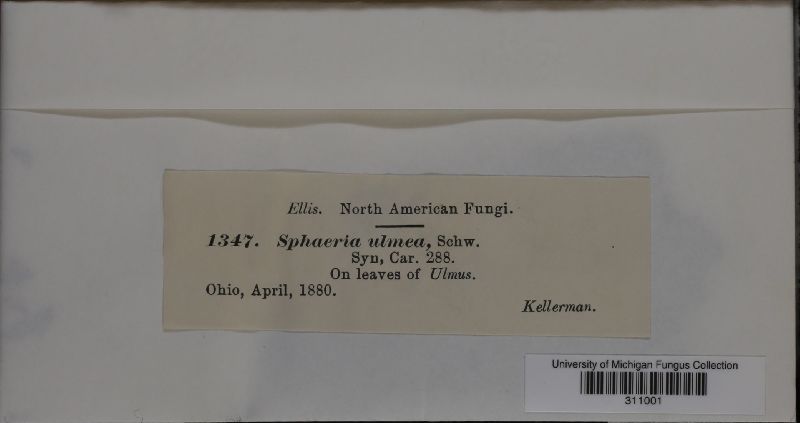 Ellis. North American Fungi.
1347. Sphaeria ulmea, Schw.
Syn, Car. 288.
On leaves of Ulmus.
Ohio, April, 1880.
Kellerman.
University of Michigan Fungus Collection
311001